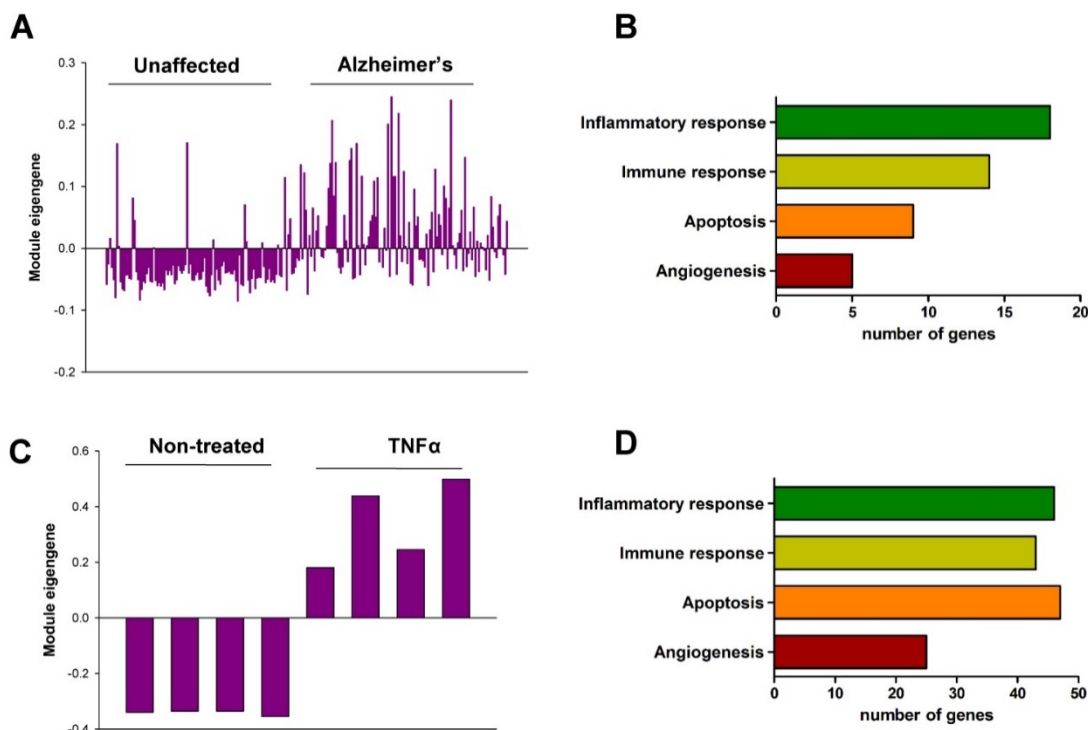 A
0.3
0.2
0.1
0.0
-0.1
-0.2
Module eigengene
Unaffected
Alzheimer's
B
Inflammatory response
Immune response
Apoptosis
Angiogenesis
0 5 10 15 20
number of genes
C
0.6
0.4
0.2
0.0
-0.2
-0.4
Module eigengene
Non-treated
TNFα
D
Inflammatory response
Immune response
Apoptosis
Angiogenesis
0 10 20 30 40 50
number of genes